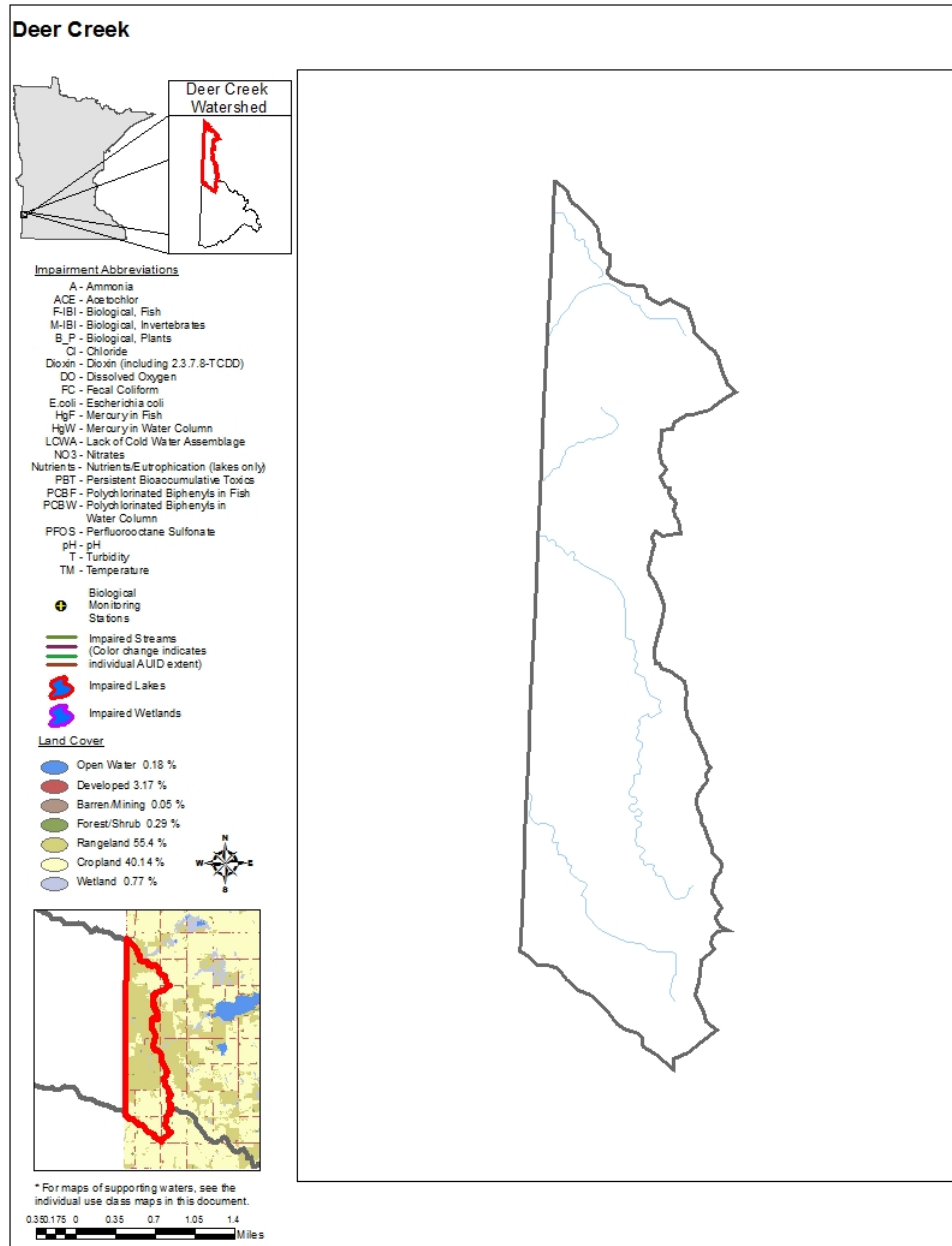 Deer Creek
Deer Creek
Watershed
Impairment Abbreviations
A - Ammonia
ACE - Acetochlor
F-IBI - Biological, Fish
M-IBI - Biological, Invertebrates
B_P - Biological, Plants
Cl - Chloride
Dioxin - Dioxin (including 2.3.7.8-TCDD)
DO - Dissolved Oxygen
FC - Fecal Coliform
E.coli - Escherichia coli
HgF - Mercury in Fish
HgW - Mercury in Water Column
LCWA - Lack of Cold Water Assemblage
NO3 - Nitrates
Nutrients - Nutrients/Eutrophication (lakes only)
PBT - Persistent Bioaccumulative Toxics
PCBF - Polychlorinated Biphenyls in Fish
PCBW - Polychlorinated Biphenyls in
Water Column
PFOS - Perfluorooctane Sulfonate
pH - pH
T - Turbidity
TM - Temperature
Biological
Monitoring
Stations
Impaired Streams
(Color change indicates
individual AUID extent)
Impaired Lakes
Impaired Wetlands
Land Cover
Open Water 0.18 %
Developed 3.17 %
Barren/Mining 0.05 %
Forest/Shrub 0.29 %
Rangeland 55.4 %
Cropland 40.14 %
Wetland 0.77 %
N
W E
S
* For maps of supporting waters, see the
individual use class maps in this document.
0.35 0.175 0 0.35 0.7 1.05 1.4
Miles